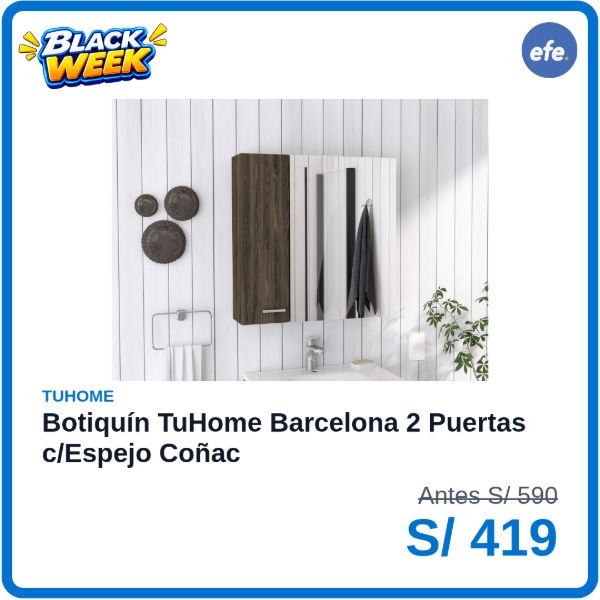 BLACK
WEEK
efe.
TUHOME
Botiquín TuHome Barcelona 2 Puertas
c/Espejo Coñac
Antes S/ 590
S/ 419